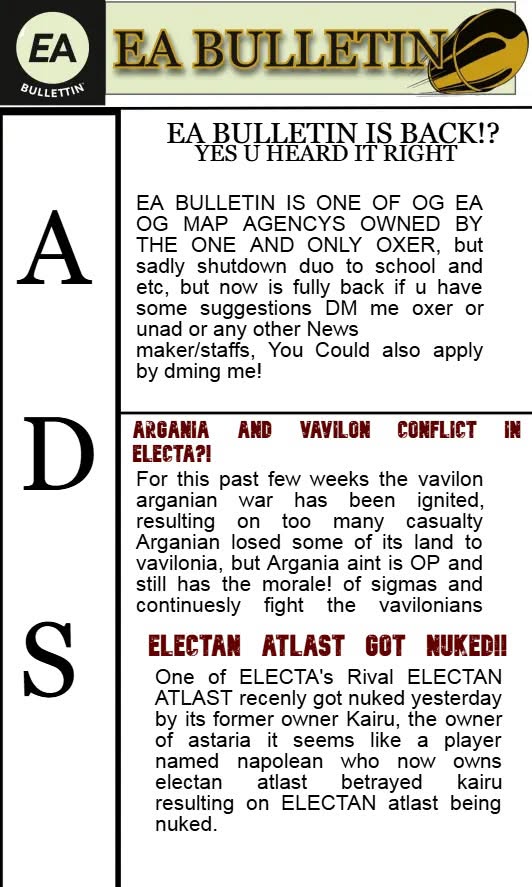 EA
BULLETTIN
EA BULLETIN
A
D
S
EA BULLETIN IS BACK!?
YES U HEARD IT RIGHT
EA BULLETIN IS ONE OF OG EA
OG MAP AGENCYS OWNED BY
THE ONE AND ONLY OXER, but
sadly shutdown duo to school and
etc, but now is fully back if u have
some suggestions DM me oxer or
unad or any other News
maker/staffs, You Could also apply
by dming me!
ARGANIA AND VAVILON CONFLICT IN
ELECTA?!
For this past few weeks the vavilon
arganian war has been ignited,
resulting on too many casualty
Arganian losed some of its land to
vavilonia, but Argania aint is OP and
still has the morale! of sigmas and
continuesly fight the vavilonians
ELECTAN ATLAST GOT NUKED!!
One of ELECTA's Rival ELECTAN
ATLAST recenly got nuked yesterday
by its former owner Kairu, the owner
of astaria it seems like a player
named napolean who now owns
electan atlast betrayed kairu
resulting on ELECTAN atlast being
nuked.